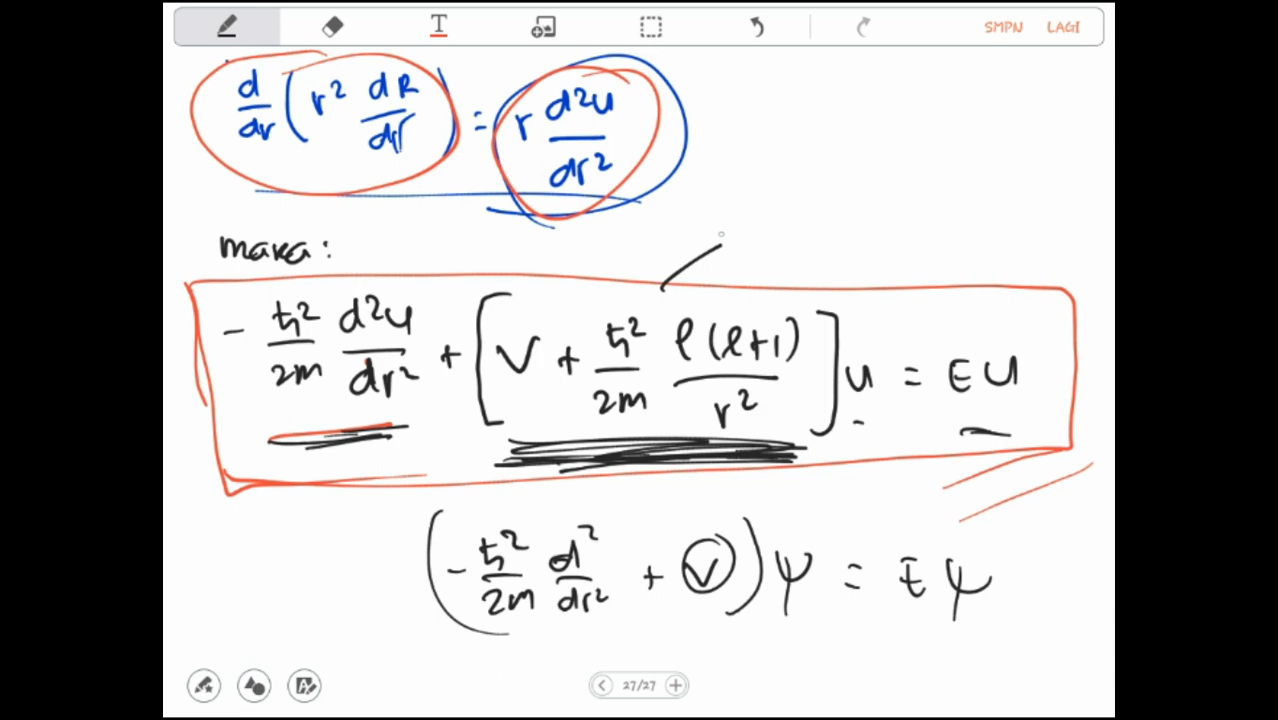 SMPN LAGI
d/dr ( r² dR/dr ) = r d²u/dr²
maka :
- ħ²/2m d²u/dr² + [ V + ħ²/2m l(l+1)/r² ] u = E u
( - ħ²/2m d²/dr² + V ) ψ = E ψ
27/27